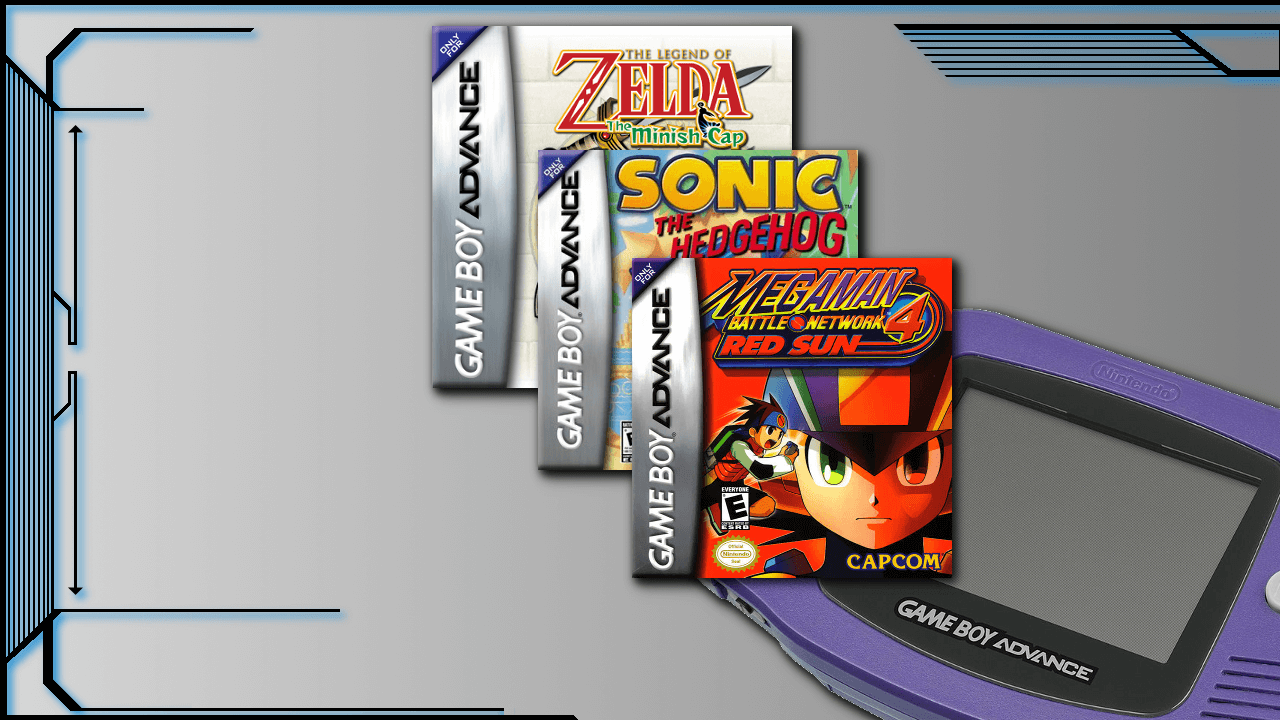 ONLY
FOR
GAME BOY ADVANCE
THE LEGEND OF
ZELDA
The Minish Cap
ONLY
FOR
GAME BOY ADVANCE
SONIC
THE
HEDGEHOG
TM
ONLY
FOR
GAME BOY ADVANCE
MEGAMAN
BATTLE NETWORK
4
RED SUN
EVERYONE
E
CONTENT RATED BY
ESRB
Official
Nintendo
Seal
CAPCOM
Nintendo
GAME BOY ADVANCE